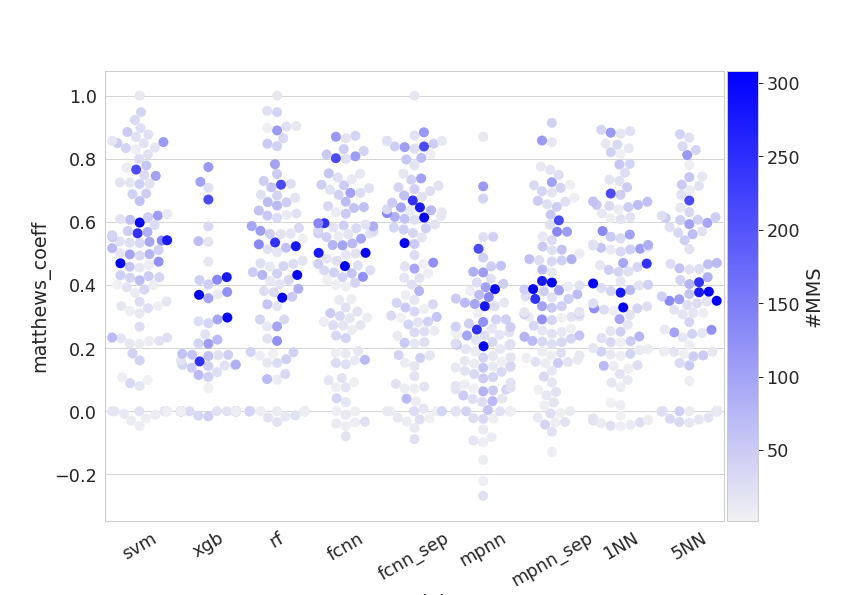 1.0
0.8
0.6
0.4
0.2
0.0
−0.2
matthews_coeff
svm
xgb
rf
fcnn
fcnn_sep
mpnn
mpnn_sep
1NN
5NN
300
250
200
150
100
50
#MMS